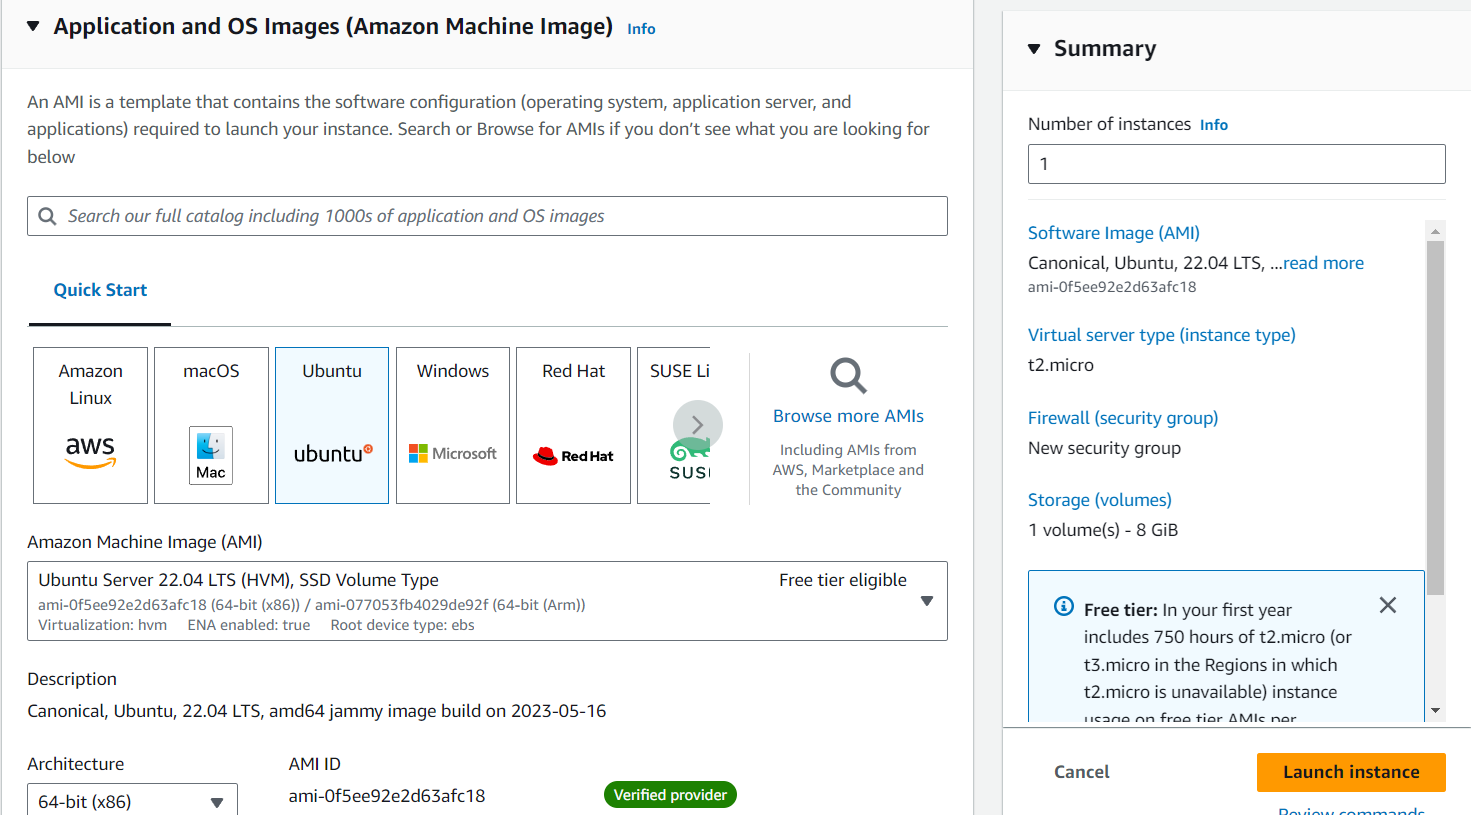 Application and OS Images (Amazon Machine Image) Info
An AMI is a template that contains the software configuration (operating system, application server, and
applications) required to launch your instance. Search or Browse for AMIs if you don’t see what you are looking for
below
Search our full catalog including 1000s of application and OS images
Quick Start
Amazon
Linux
aws
macOS
Mac
Ubuntu
ubuntu
Windows
Microsoft
Red Hat
Red Hat
SUSE Li
SUS
Browse more AMIs
Including AMIs from
AWS, Marketplace and
the Community
Amazon Machine Image (AMI)
Ubuntu Server 22.04 LTS (HVM), SSD Volume Type
Free tier eligible
ami-0f5ee92e2d63afc18 (64-bit (x86)) / ami-077053fb4029de92f (64-bit (Arm))
Virtualization: hvm ENA enabled: true Root device type: ebs
Description
Canonical, Ubuntu, 22.04 LTS, amd64 jammy image build on 2023-05-16
Architecture
64-bit (x86)
AMI ID
ami-0f5ee92e2d63afc18
Verified provider
Summary
Number of instances Info
1
Software Image (AMI)
Canonical, Ubuntu, 22.04 LTS, ...read more
ami-0f5ee92e2d63afc18
Virtual server type (instance type)
t2.micro
Firewall (security group)
New security group
Storage (volumes)
1 volume(s) - 8 GiB
Free tier: In your first year
includes 750 hours of t2.micro (or
t3.micro in the Regions in which
t2.micro is unavailable) instance
usage on free tier AMIs per
Cancel
Launch instance
Review commands